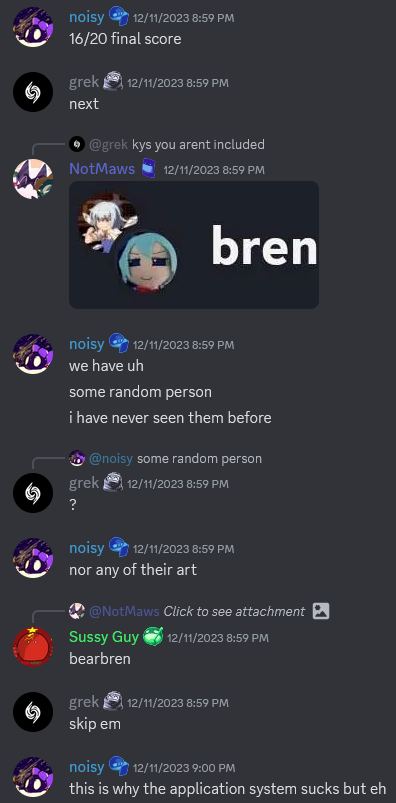 noisy 12/11/2023 8:59 PM
16/20 final score
grek 12/11/2023 8:59 PM
next
@grek kys you arent included
NotMaws 12/11/2023 8:59 PM
bren
noisy 12/11/2023 8:59 PM
we have uh
some random person
i have never seen them before
@noisy some random person
grek 12/11/2023 8:59 PM
?
noisy 12/11/2023 8:59 PM
nor any of their art
@NotMaws Click to see attachment
Sussy Guy 12/11/2023 8:59 PM
bearbren
grek 12/11/2023 8:59 PM
skip em
noisy 12/11/2023 9:00 PM
this is why the application system sucks but eh